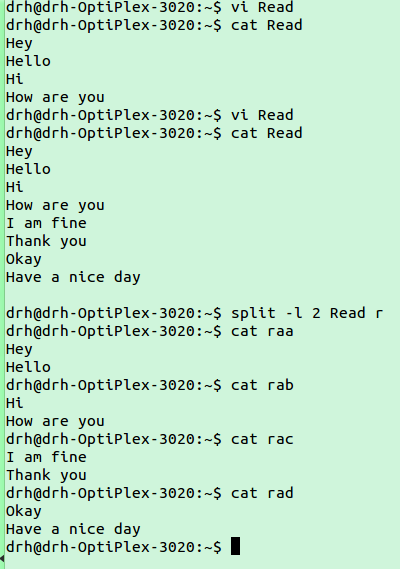 drh@drh-OptiPlex-3020:~$ vi Read
drh@drh-OptiPlex-3020:~$ cat Read
Hey
Hello
Hi
How are you
drh@drh-OptiPlex-3020:~$ vi Read
drh@drh-OptiPlex-3020:~$ cat Read
Hey
Hello
Hi
How are you
I am fine
Thank you
Okay
Have a nice day

drh@drh-OptiPlex-3020:~$ split -l 2 Read r
drh@drh-OptiPlex-3020:~$ cat raa
Hey
Hello
drh@drh-OptiPlex-3020:~$ cat rab
Hi
How are you
drh@drh-OptiPlex-3020:~$ cat rac
I am fine
Thank you
drh@drh-OptiPlex-3020:~$ cat rad
Okay
Have a nice day
drh@drh-OptiPlex-3020:~$